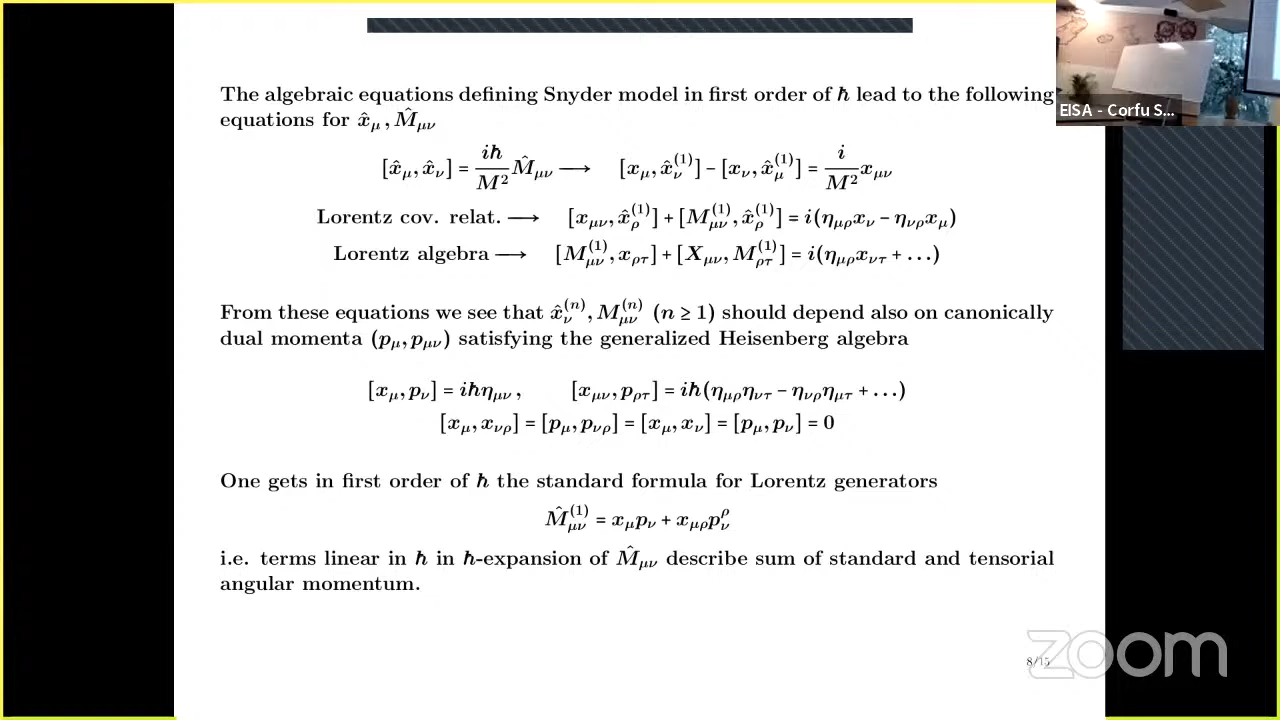 The algebraic equations defining Snyder model in first order of ħ lead to the following
equations for x̂_μ, M̂_μν
[x̂_μ, x̂_ν] = iħ/M² M̂_μν ⟶ [x_μ, x̂_ν^(1)] − [x_ν, x̂_μ^(1)] = i/M² x_μν
Lorentz cov. relat. ⟶ [x_μν, x̂_ρ^(1)] + [M_μν^(1), x̂_ρ^(1)] = i(η_μρ x_ν − η_νρ x_μ)
Lorentz algebra ⟶ [M_μν^(1), x_ρτ] + [X_μν, M_ρτ^(1)] = i(η_μρ x_ντ + ...)
From these equations we see that x̂_ν^(n), M_μν^(n) (n ≥ 1) should depend also on canonically
dual momenta (p_μ, p_μν) satisfying the generalized Heisenberg algebra
[x_μ, p_ν] = iħη_μν , [x_μν, p_ρτ] = iħ(η_μρ η_ντ − η_νρ η_μτ + ...)
[x_μ, x_νρ] = [p_μ, p_νρ] = [x_μ, x_ν] = [p_μ, p_ν] = 0
One gets in first order of ħ the standard formula for Lorentz generators
M̂_μν^(1) = x_μ p_ν + x_μρ p_ν^ρ
i.e. terms linear in ħ in ħ-expansion of M̂_μν describe sum of standard and tensorial
angular momentum.
8/15
EISA - Corfu S...
zoom